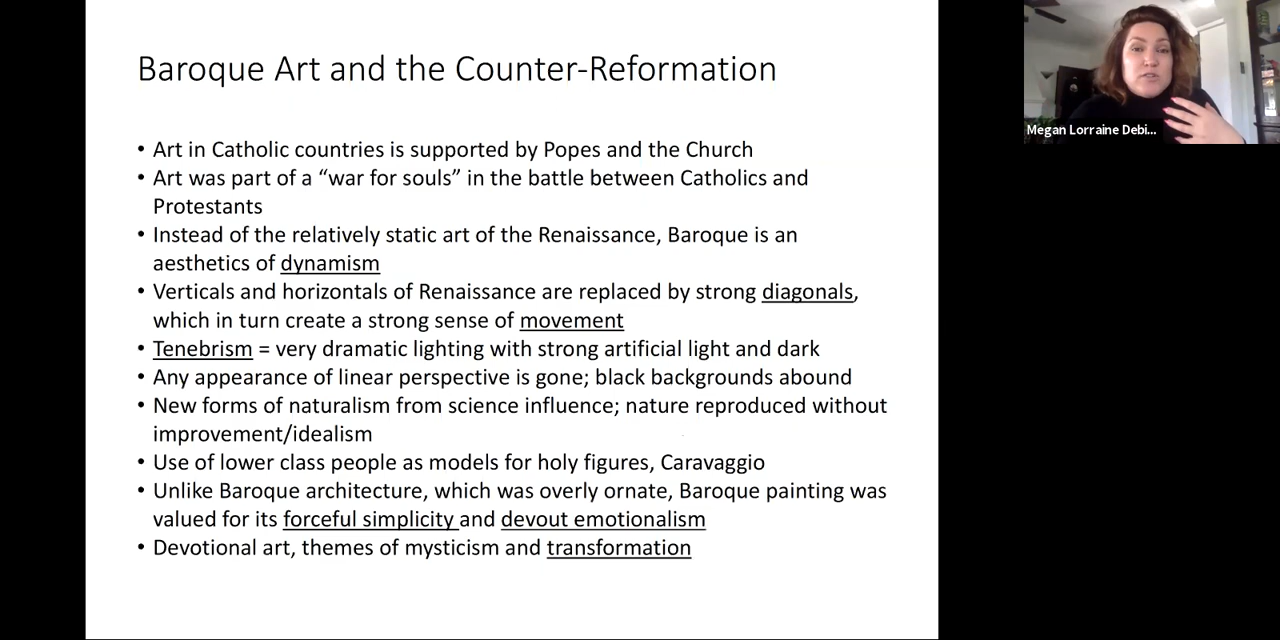 Baroque Art and the Counter-Reformation
• Art in Catholic countries is supported by Popes and the Church
• Art was part of a “war for souls” in the battle between Catholics and
Protestants
• Instead of the relatively static art of the Renaissance, Baroque is an
aesthetics of dynamism
• Verticals and horizontals of Renaissance are replaced by strong diagonals,
which in turn create a strong sense of movement
• Tenebrism = very dramatic lighting with strong artificial light and dark
• Any appearance of linear perspective is gone; black backgrounds abound
• New forms of naturalism from science influence; nature reproduced without
improvement/idealism
• Use of lower class people as models for holy figures, Caravaggio
• Unlike Baroque architecture, which was overly ornate, Baroque painting was
valued for its forceful simplicity and devout emotionalism
• Devotional art, themes of mysticism and transformation
Megan Lorraine Debi...